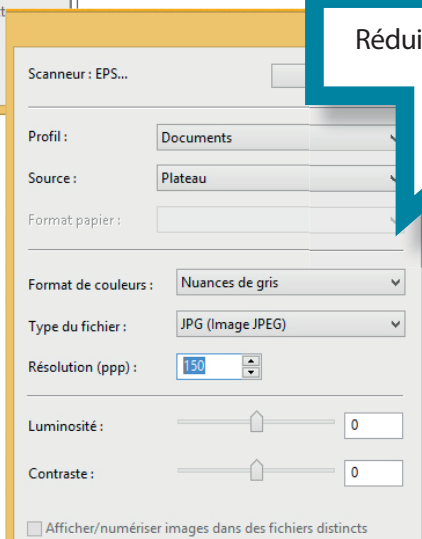 Rédui
Scanneur : EPS...
Profil : Documents
Source : Plateau
Format papier :
Format de couleurs : Nuances de gris
Type du fichier : JPG (Image JPEG)
Résolution (ppp) : 150
Luminosité : 0
Contraste : 0
Afficher/numériser images dans des fichiers distincts